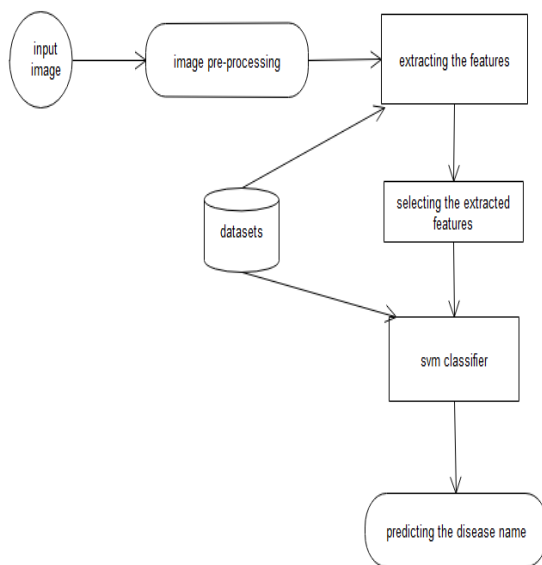 input
image
image pre-processing
extracting the features
selecting the extracted
features
datasets
svm classifier
predicting the disease name